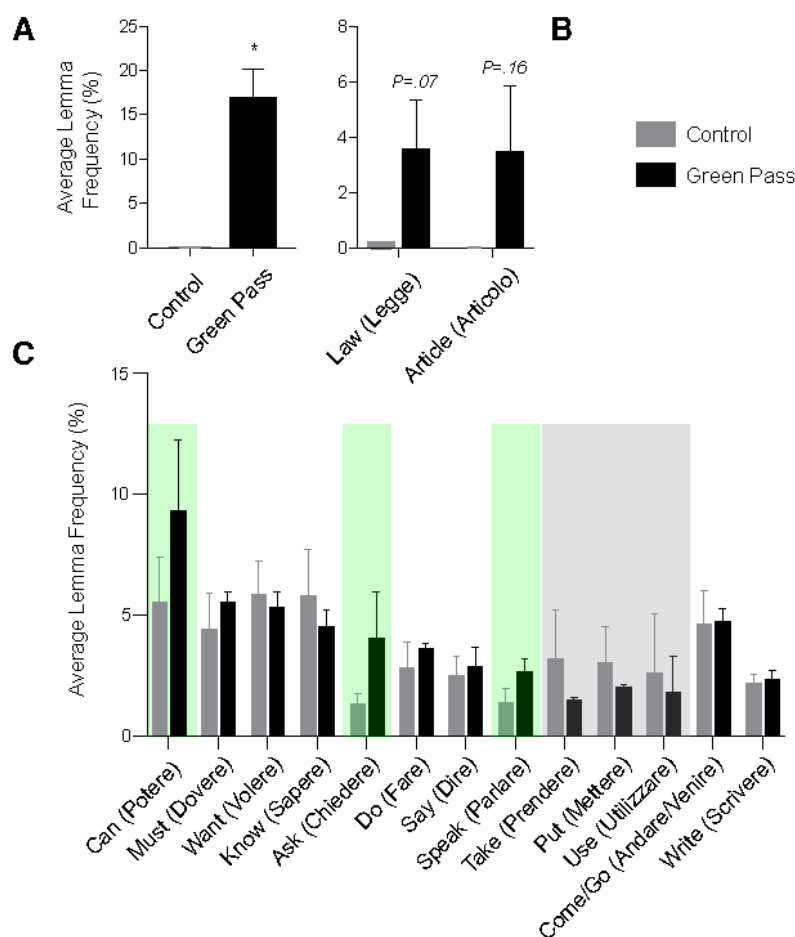 A
Average Lemma
Frequency (%)
25
20
15
10
5
0
*
Control
Green Pass
8
6
4
2
0
P=.07
P=.16
Law (Legge)
Article (Articolo)
B
Control
Green Pass
C
Average Lemma Frequency (%)
15
10
5
0
Can (Potere)
Must (Dovere)
Want (Volere)
Know (Sapere)
Ask (Chiedere)
Do (Fare)
Say (Dire)
Speak (Parlare)
Take (Prendere)
Put (Mettere)
Use (Utilizzare)
Come/Go (Andare/Venire)
Write (Scrivere)